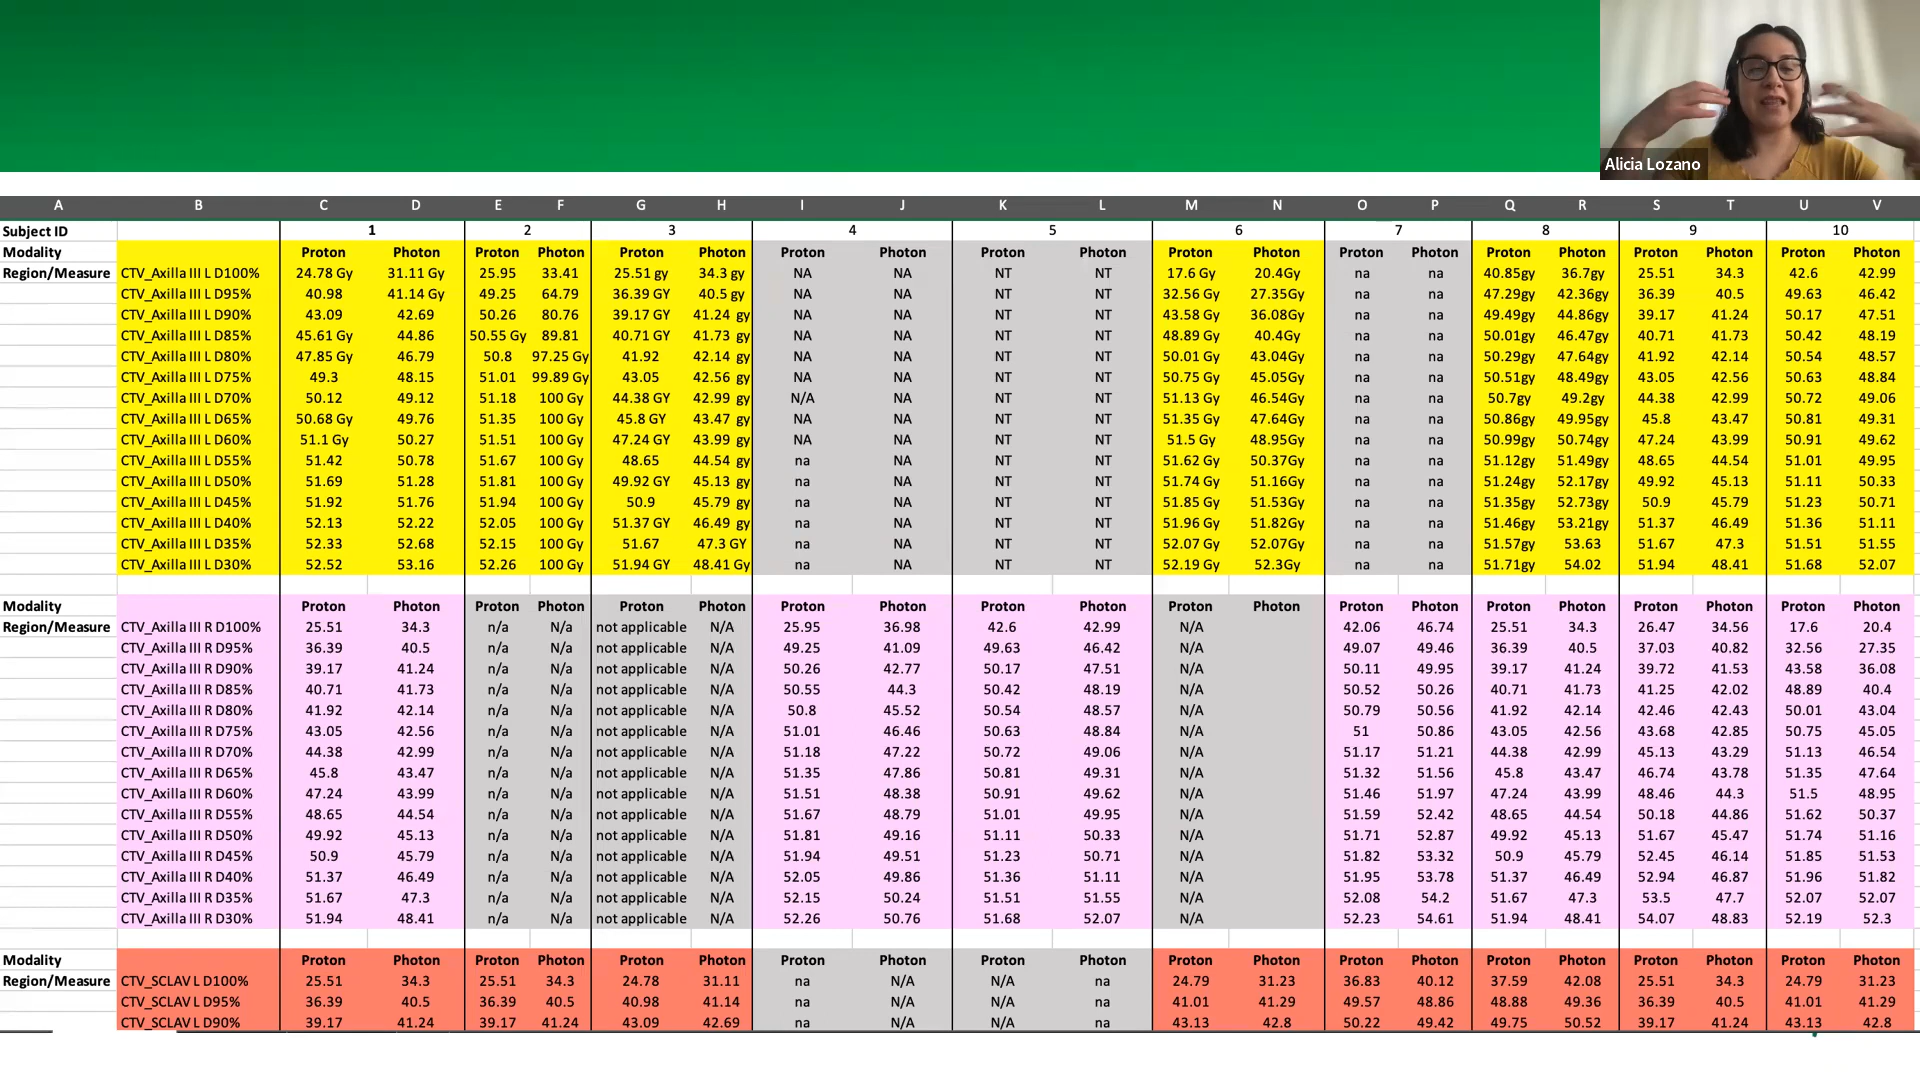 Alicia Lozano
A B C D E F G H I J K L M N O P Q R S T U V
Subject ID 1 2 3 4 5 6 7 8 9 10
Modality Proton Photon Proton Photon Proton Photon Proton Photon Proton Photon Proton Photon Proton Photon Proton Photon Proton Photon Proton Photon
Region/Measure CTV_Axilla III L D100% 24.78 Gy 31.11 Gy 25.95 33.41 25.51 gy 34.3 gy NA NA NT NT 17.6 Gy 20.4Gy na na 40.85gy 36.7gy 25.51 34.3 42.6 42.99
CTV_Axilla III L D95% 40.98 41.14 Gy 49.25 64.79 36.39 GY 40.5 gy NA NA NT NT 32.56 Gy 27.35Gy na na 47.29gy 42.36gy 36.39 40.5 49.63 46.42
CTV_Axilla III L D90% 43.09 42.69 50.26 80.76 39.17 GY 41.24 gy NA NA NT NT 43.58 Gy 36.08Gy na na 49.49gy 44.86gy 39.17 41.24 50.17 47.51
CTV_Axilla III L D85% 45.61 Gy 44.86 50.55 Gy 89.81 40.71 GY 41.73 gy NA NA NT NT 48.89 Gy 40.4Gy na na 50.01gy 46.47gy 40.71 41.73 50.42 48.19
CTV_Axilla III L D80% 47.85 Gy 46.79 50.8 97.25 Gy 41.92 42.14 gy NA NA NT NT 50.01 Gy 43.04Gy na na 50.29gy 47.64gy 41.92 42.14 50.54 48.57
CTV_Axilla III L D75% 49.3 48.15 51.01 99.89 Gy 43.05 42.56 gy NA NA NT NT 50.75 Gy 45.05Gy na na 50.51gy 48.49gy 43.05 42.56 50.63 48.84
CTV_Axilla III L D70% 50.12 49.12 51.18 100 Gy 44.38 GY 42.99 gy N/A NA NT NT 51.13 Gy 46.54Gy na na 50.7gy 49.2gy 44.38 42.99 50.72 49.06
CTV_Axilla III L D65% 50.68 Gy 49.76 51.35 100 Gy 45.8 GY 43.47 gy NA NA NT NT 51.35 Gy 47.64Gy na na 50.86gy 49.95gy 45.8 43.47 50.81 49.31
CTV_Axilla III L D60% 51.1 Gy 50.27 51.51 100 Gy 47.24 GY 43.99 gy NA NA NT NT 51.5 Gy 48.95Gy na na 50.99gy 50.74gy 47.24 43.99 50.91 49.62
CTV_Axilla III L D55% 51.42 50.78 51.67 100 Gy 48.65 44.54 gy na NA NT NT 51.62 Gy 50.37Gy na na 51.12gy 51.49gy 48.65 44.54 51.01 49.95
CTV_Axilla III L D50% 51.69 51.28 51.81 100 Gy 49.92 GY 45.13 gy na NA NT NT 51.74 Gy 51.16Gy na na 51.24gy 52.17gy 49.92 45.13 51.11 50.33
CTV_Axilla III L D45% 51.92 51.76 51.94 100 Gy 50.9 45.79 gy na NA NT NT 51.85 Gy 51.53Gy na na 51.35gy 52.73gy 50.9 45.79 51.23 50.71
CTV_Axilla III L D40% 52.13 52.22 52.05 100 Gy 51.37 GY 46.49 gy na NA NT NT 51.96 Gy 51.82Gy na na 51.46gy 53.21gy 51.37 46.49 51.36 51.11
CTV_Axilla III L D35% 52.33 52.68 52.15 100 Gy 51.67 47.3 GY na NA NT NT 52.07 Gy 52.07Gy na na 51.57gy 53.63 51.67 47.3 51.51 51.55
CTV_Axilla III L D30% 52.52 53.16 52.26 100 Gy 51.94 GY 48.41 Gy na NA NT NT 52.19 Gy 52.3Gy na na 51.71gy 54.02 51.94 48.41 51.68 52.07
Modality Proton Photon Proton Photon Proton Photon Proton Photon Proton Photon Proton Photon Proton Photon Proton Photon Proton Photon Proton Photon
Region/Measure CTV_Axilla III R D100% 25.51 34.3 n/a N/a not applicable N/A 25.95 36.98 42.6 42.99 N/A 42.06 46.74 25.51 34.3 26.47 34.56 17.6 20.4
CTV_Axilla III R D95% 36.39 40.5 n/a N/a not applicable N/A 49.25 41.09 49.63 46.42 N/A 49.07 49.46 36.39 40.5 37.03 40.82 32.56 27.35
CTV_Axilla III R D90% 39.17 41.24 n/a N/a not applicable N/A 50.26 42.77 50.17 47.51 N/A 50.11 49.95 39.17 41.24 39.72 41.53 43.58 36.08
CTV_Axilla III R D85% 40.71 41.73 n/a N/a not applicable N/A 50.55 44.3 50.42 48.19 N/A 50.52 50.26 40.71 41.73 41.25 42.02 48.89 40.4
CTV_Axilla III R D80% 41.92 42.14 n/a N/a not applicable N/A 50.8 45.52 50.54 48.57 N/A 50.79 50.56 41.92 42.14 42.46 42.43 50.01 43.04
CTV_Axilla III R D75% 43.05 42.56 n/a N/a not applicable N/A 51.01 46.46 50.63 48.84 N/A 51 50.86 43.05 42.56 43.68 42.85 50.75 45.05
CTV_Axilla III R D70% 44.38 42.99 n/a N/a not applicable N/A 51.18 47.22 50.72 49.06 N/A 51.17 51.21 44.38 42.99 45.13 43.29 51.13 46.54
CTV_Axilla III R D65% 45.8 43.47 n/a N/a not applicable N/A 51.35 47.86 50.81 49.31 N/A 51.32 51.56 45.8 43.47 46.74 43.78 51.35 47.64
CTV_Axilla III R D60% 47.24 43.99 n/a N/a not applicable N/A 51.51 48.38 50.91 49.62 N/A 51.46 51.97 47.24 43.99 48.46 44.3 51.5 48.95
CTV_Axilla III R D55% 48.65 44.54 n/a N/a not applicable N/A 51.67 48.79 51.01 49.95 N/A 51.59 52.42 48.65 44.54 50.18 44.86 51.62 50.37
CTV_Axilla III R D50% 49.92 45.13 n/a N/a not applicable N/A 51.81 49.16 51.11 50.33 N/A 51.71 52.87 49.92 45.13 51.67 45.47 51.74 51.16
CTV_Axilla III R D45% 50.9 45.79 n/a N/a not applicable N/A 51.94 49.51 51.23 50.71 N/A 51.82 53.32 50.9 45.79 52.45 46.14 51.85 51.53
CTV_Axilla III R D40% 51.37 46.49 n/a N/a not applicable N/A 52.05 49.86 51.36 51.11 N/A 51.95 53.78 51.37 46.49 52.94 46.87 51.96 51.82
CTV_Axilla III R D35% 51.67 47.3 n/a N/a not applicable N/A 52.15 50.24 51.51 51.55 N/A 52.08 54.2 51.67 47.3 53.5 47.7 52.07 52.07
CTV_Axilla III R D30% 51.94 48.41 n/a N/a not applicable N/A 52.26 50.76 51.68 52.07 N/A 52.23 54.61 51.94 48.41 54.07 48.83 52.19 52.3
Modality Proton Photon Proton Photon Proton Photon Proton Photon Proton Photon Proton Photon Proton Photon Proton Photon Proton Photon Proton Photon
Region/Measure CTV_SCLAV L D100% 25.51 34.3 25.51 34.3 24.78 31.11 na N/A N/A na 24.79 31.23 36.83 40.12 37.59 42.08 25.51 34.3 24.79 31.23
CTV_SCLAV L D95% 36.39 40.5 36.39 40.5 40.98 41.14 na N/A N/A na 41.01 41.29 49.57 48.86 48.88 49.36 36.39 40.5 41.01 41.29
CTV_SCLAV L D90% 39.17 41.24 39.17 41.24 43.09 42.69 na N/A N/A na 43.13 42.8 50.22 49.42 49.75 50.52 39.17 41.24 43.13 42.8